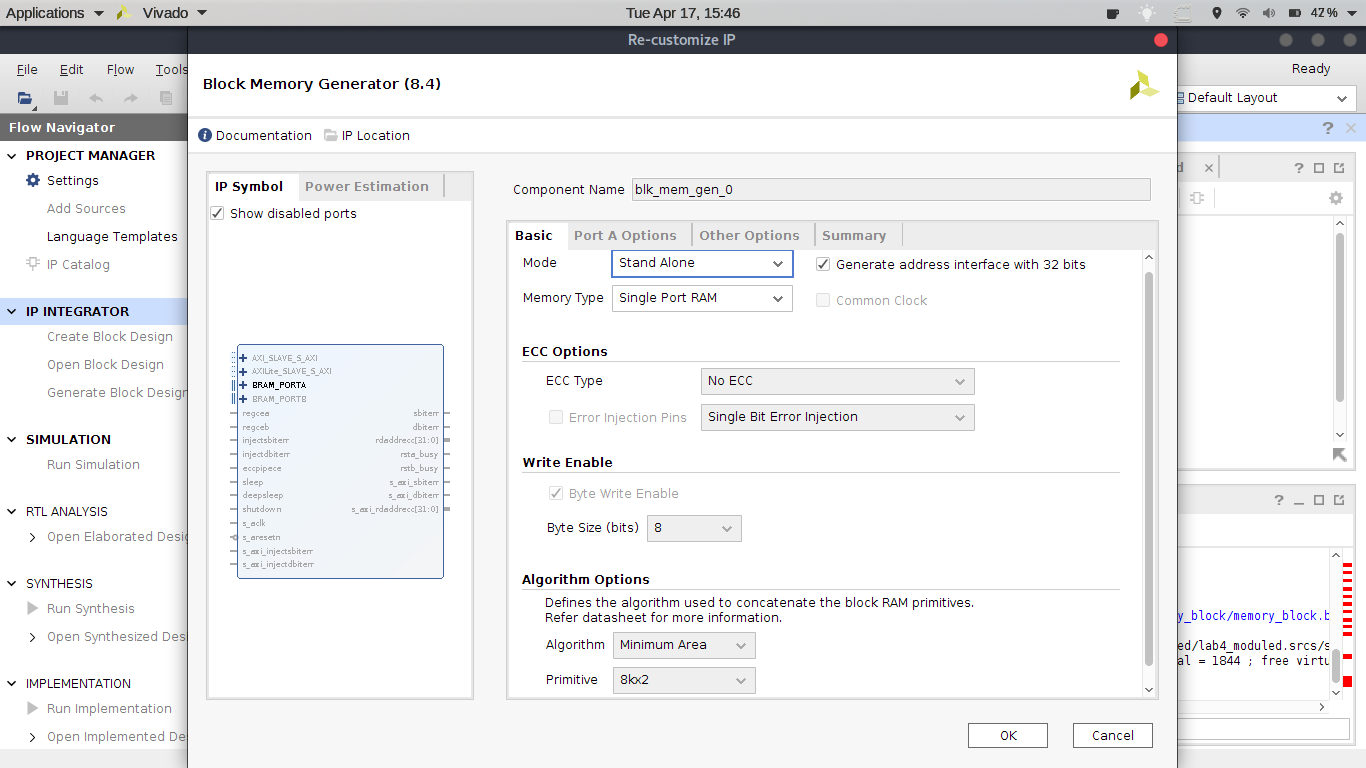 Applications Vivado Tue Apr 17, 15:46 42%
Re-customize IP
File Edit Flow Tools Ready
Default Layout
Flow Navigator
PROJECT MANAGER
Settings
Add Sources
Language Templates
IP Catalog
IP INTEGRATOR
Create Block Design
Open Block Design
Generate Block Design
SIMULATION
Run Simulation
RTL ANALYSIS
Open Elaborated Desi
SYNTHESIS
Run Synthesis
Open Synthesized Des
IMPLEMENTATION
Run Implementation
Open Implemented De
Block Memory Generator (8.4)
Documentation IP Location
IP Symbol Power Estimation
Show disabled ports
AXI_SLAVE_S_AXI
AXILite_SLAVE_S_AXI
BRAM_PORTA
BRAM_PORTB
regcea sbiterr
regceb dbiterr
injectsbiterr rdaddrecc[31:0]
injectdbiterr rsta_busy
eccpipece rstb_busy
sleep s_axi_sbiterr
deepsleep s_axi_dbiterr
shutdown s_axi_rdaddrecc[31:0]
s_aclk
s_aresetn
s_axi_injectsbiterr
s_axi_injectdbiterr
Component Name blk_mem_gen_0
Basic Port A Options Other Options Summary
Mode Stand Alone Generate address interface with 32 bits
Memory Type Single Port RAM Common Clock
ECC Options
ECC Type No ECC
Error Injection Pins Single Bit Error Injection
Write Enable
Byte Write Enable
Byte Size (bits) 8
Algorithm Options
Defines the algorithm used to concatenate the block RAM primitives.
Refer datasheet for more information.
Algorithm Minimum Area
Primitive 8kx2
OK Cancel
d
? 
?
?
y_block/memory_block.b
ed/lab4_moduled.srcs/s
al = 1844 ; free virtu